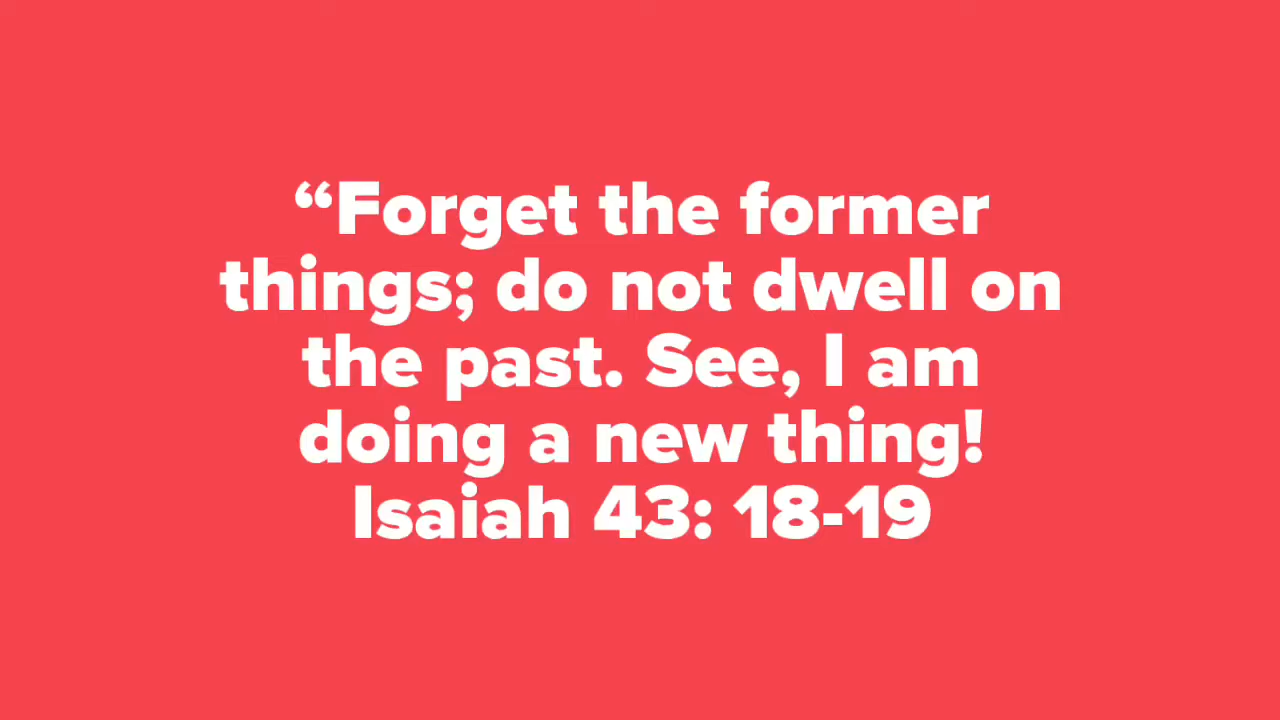 “Forget the former
things; do not dwell on
the past. See, I am
doing a new thing!
Isaiah 43: 18-19